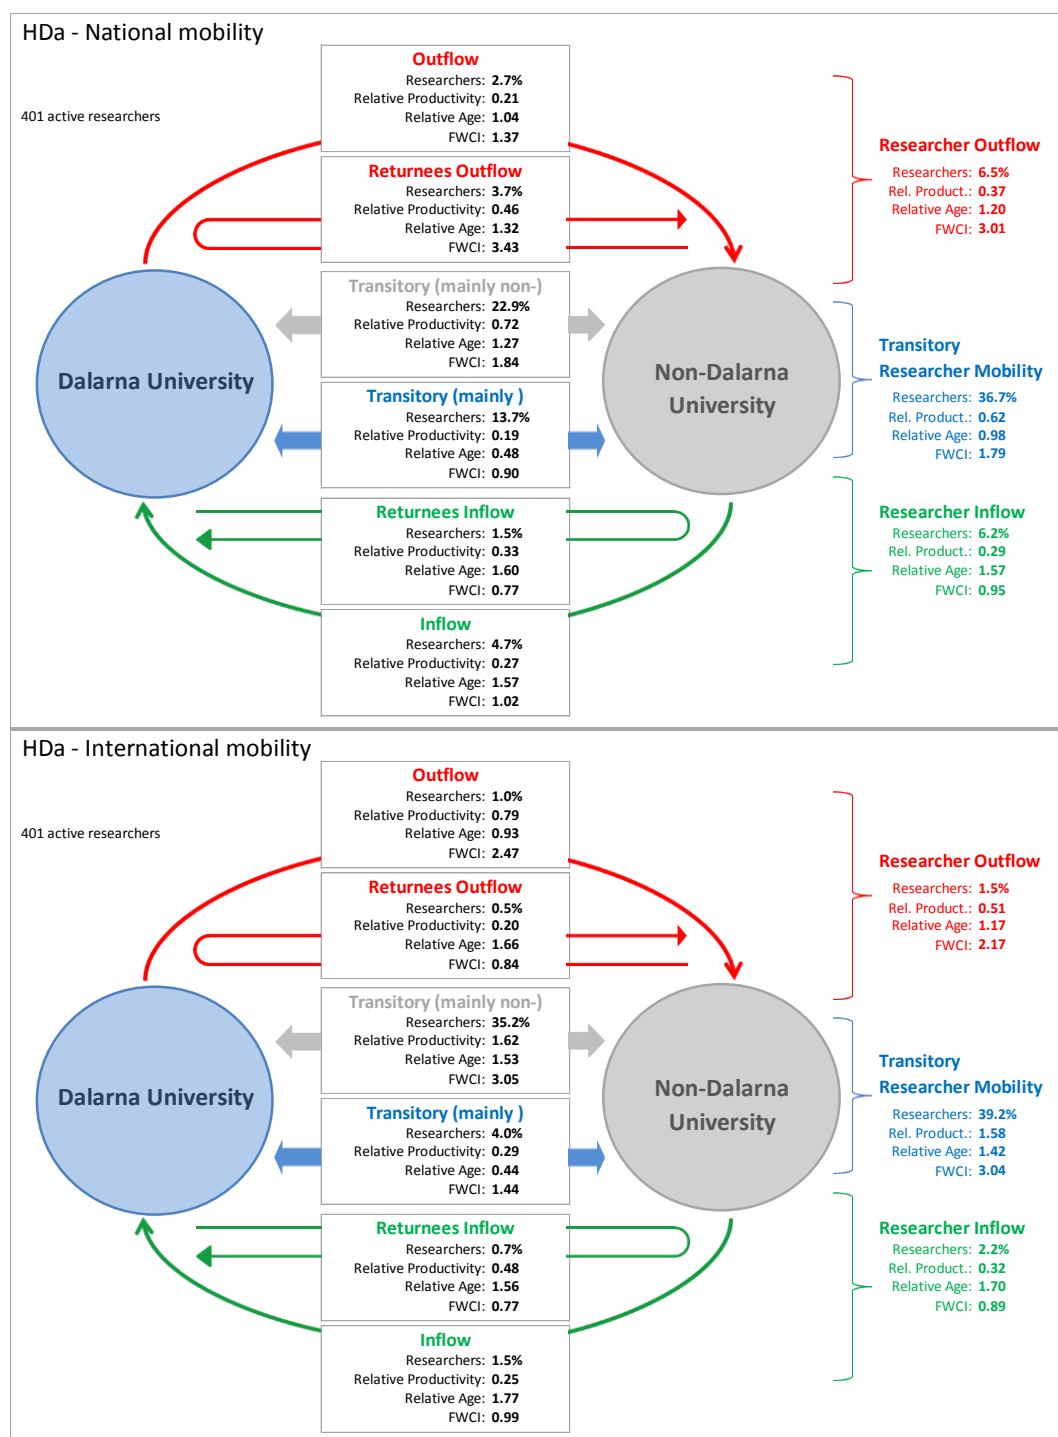 HDa - National mobility
401 active researchers
Outflow
Researchers: 2.7%
Relative Productivity: 0.21
Relative Age: 1.04
FWCI: 1.37
Returnees Outflow
Researchers: 3.7%
Relative Productivity: 0.46
Relative Age: 1.32
FWCI: 3.43
Transitory (mainly non-)
Researchers: 22.9%
Relative Productivity: 0.72
Relative Age: 1.27
FWCI: 1.84
Transitory (mainly )
Researchers: 13.7%
Relative Productivity: 0.19
Relative Age: 0.48
FWCI: 0.90
Returnees Inflow
Researchers: 1.5%
Relative Productivity: 0.33
Relative Age: 1.60
FWCI: 0.77
Inflow
Researchers: 4.7%
Relative Productivity: 0.27
Relative Age: 1.57
FWCI: 1.02
Dalarna University
Non-Dalarna
University
Researcher Outflow
Researchers: 6.5%
Rel. Product.: 0.37
Relative Age: 1.20
FWCI: 3.01
Transitory
Researcher Mobility
Researchers: 36.7%
Rel. Product.: 0.62
Relative Age: 0.98
FWCI: 1.79
Researcher Inflow
Researchers: 6.2%
Rel. Product.: 0.29
Relative Age: 1.57
FWCI: 0.95
HDa - International mobility
401 active researchers
Outflow
Researchers: 1.0%
Relative Productivity: 0.79
Relative Age: 0.93
FWCI: 2.47
Returnees Outflow
Researchers: 0.5%
Relative Productivity: 0.20
Relative Age: 1.66
FWCI: 0.84
Transitory (mainly non-)
Researchers: 35.2%
Relative Productivity: 1.62
Relative Age: 1.53
FWCI: 3.05
Transitory (mainly )
Researchers: 4.0%
Relative Productivity: 0.29
Relative Age: 0.44
FWCI: 1.44
Returnees Inflow
Researchers: 0.7%
Relative Productivity: 0.48
Relative Age: 1.56
FWCI: 0.77
Inflow
Researchers: 1.5%
Relative Productivity: 0.25
Relative Age: 1.77
FWCI: 0.99
Dalarna University
Non-Dalarna
University
Researcher Outflow
Researchers: 1.5%
Rel. Product.: 0.51
Relative Age: 1.17
FWCI: 2.17
Transitory
Researcher Mobility
Researchers: 39.2%
Rel. Product.: 1.58
Relative Age: 1.42
FWCI: 3.04
Researcher Inflow
Researchers: 2.2%
Rel. Product.: 0.32
Relative Age: 1.70
FWCI: 0.89